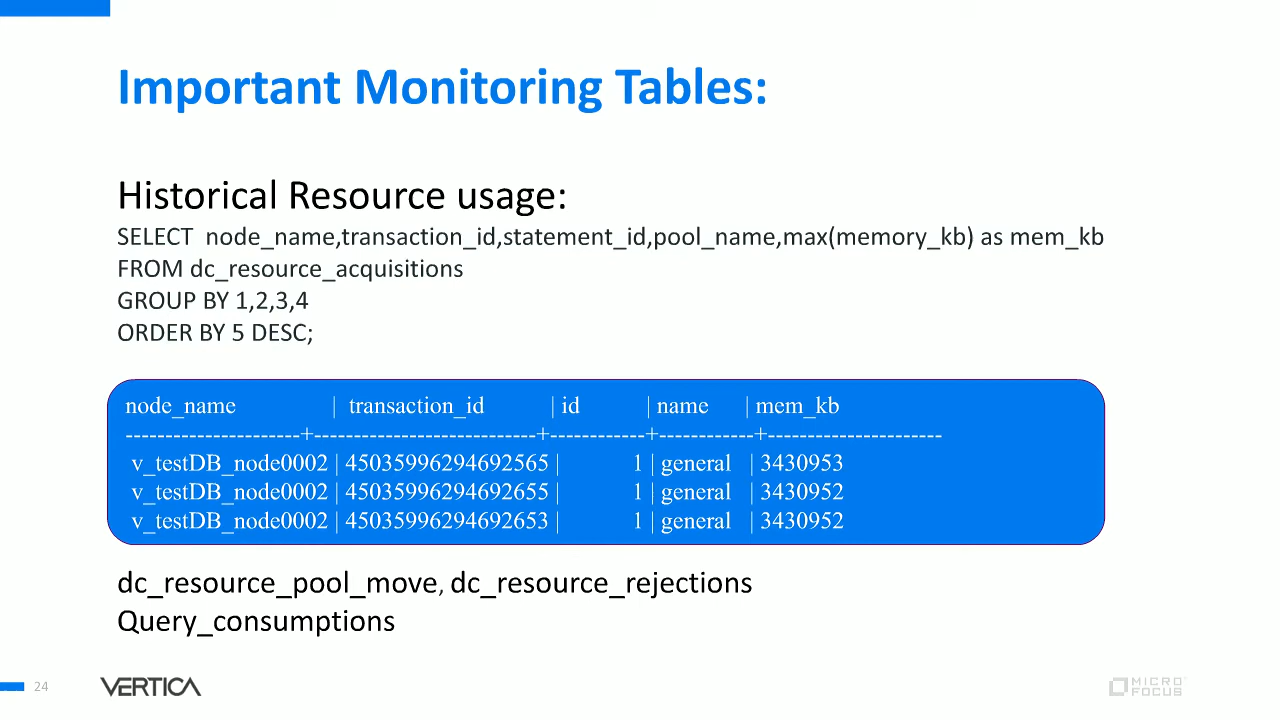 Important Monitoring Tables:
Historical Resource usage:
SELECT  node_name,transaction_id,statement_id,pool_name,max(memory_kb) as mem_kb
FROM dc_resource_acquisitions
GROUP BY 1,2,3,4
ORDER BY 5 DESC;
node_name | transaction_id | id | name | mem_kb
----------------------+----------------------------+------------+------------+----------------------
v_testDB_node0002 | 45035996294692565 | 1 | general | 3430953
v_testDB_node0002 | 45035996294692655 | 1 | general | 3430952
v_testDB_node0002 | 45035996294692653 | 1 | general | 3430952
dc_resource_pool_move, dc_resource_rejections
Query_consumptions
24 VERTICA
MICRO
FOCUS